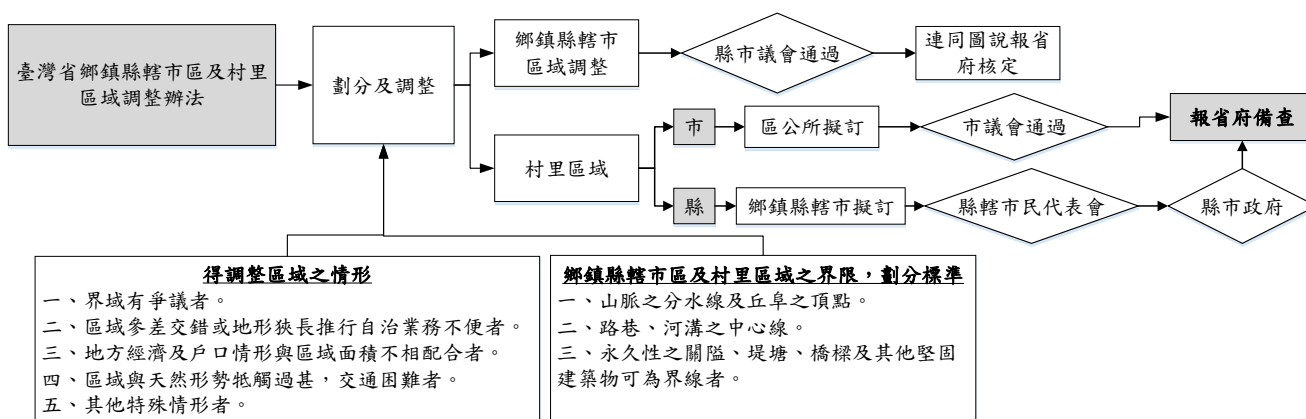 臺灣省鄉鎮縣轄市區及村里
區域調整辦法
劃分及調整
鄉鎮縣轄市
區域調整
縣市議會通過
連同圖說報省
府核定
村里區域
市
區公所擬訂
市議會通過
報省府備查
縣
鄉鎮縣轄市擬訂
縣轄市民代表會
縣市政府
得調整區域之情形
一、界域有爭議者。
二、區域參差交錯或地形狹長推行自治業務不便者。
三、地方經濟及戶口情形與區域面積不相配合者。
四、區域與天然形勢牴觸過甚，交通困難者。
五、其他特殊情形者。
鄉鎮縣轄市區及村里區域之界限，劃分標準
一、山脈之分水線及丘阜之頂點。
二、路巷、河溝之中心線。
三、永久性之關隘、堤塘、橋樑及其他堅固
建築物可為界線者。